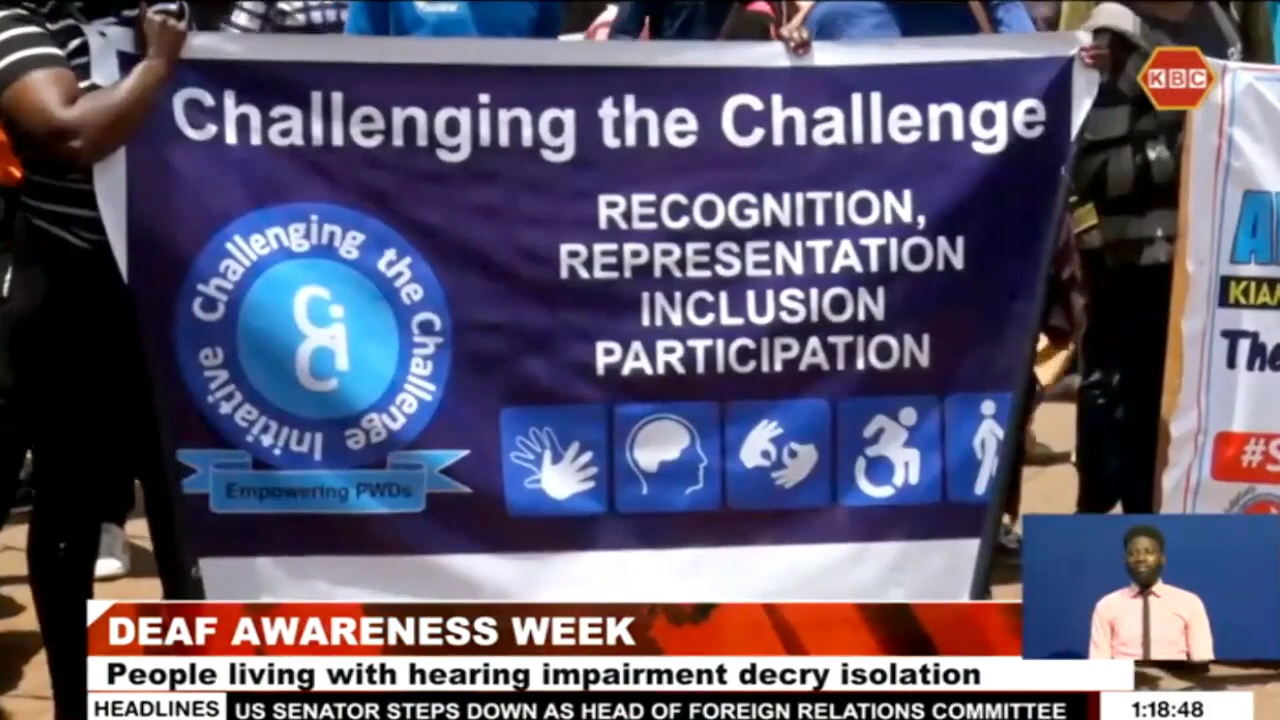 KBC
Challenging the Challenge
RECOGNITION,
REPRESENTATION
INCLUSION
PARTICIPATION
Challenging the Challenge Initiative
CtC
Empowering PWDs
The
DEAF AWARENESS WEEK
People living with hearing impairment decry isolation
HEADLINES
US SENATOR STEPS DOWN AS HEAD OF FOREIGN RELATIONS COMMITTEE
1:18:48